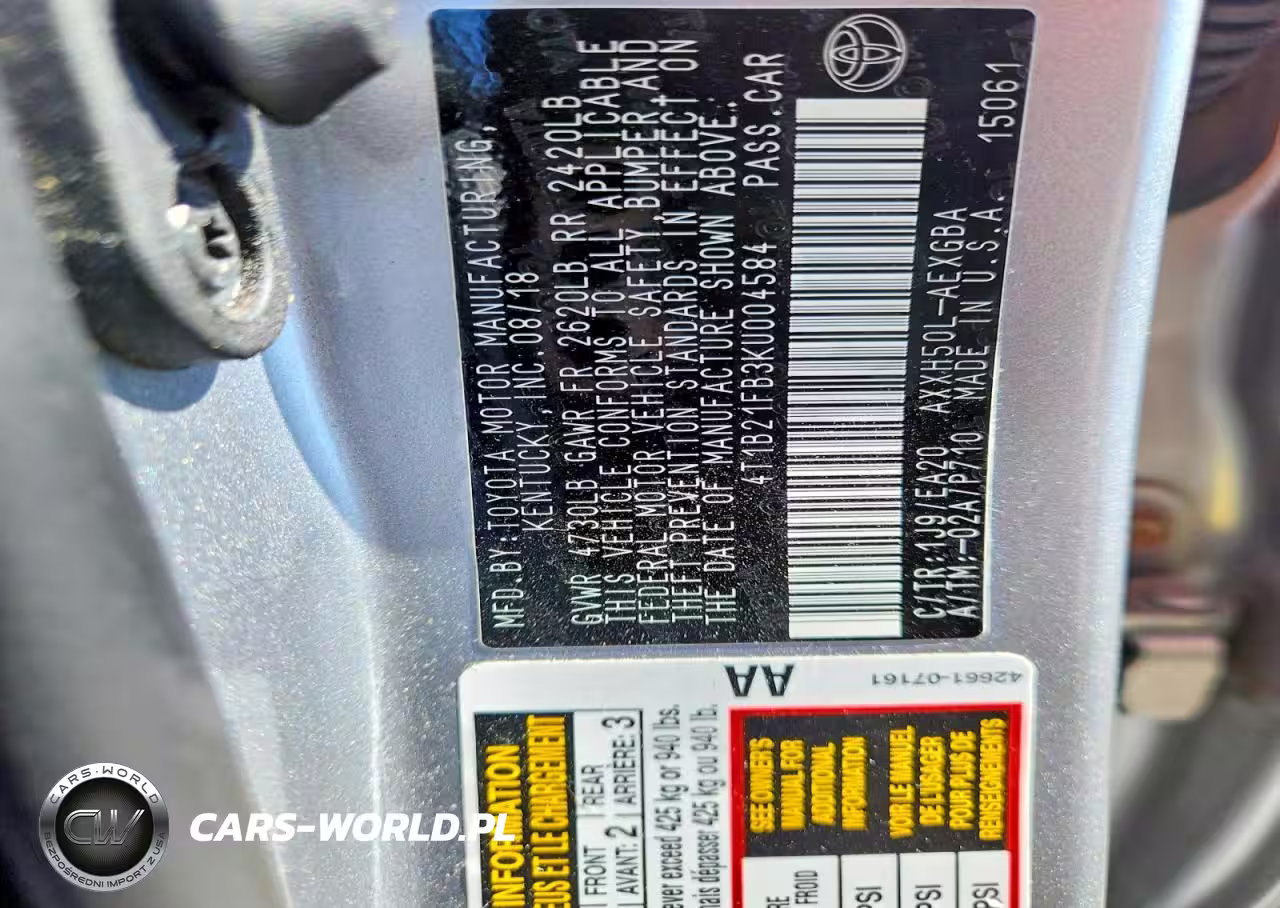 MFD.BY:TOYOTA MOTOR MANUFACTURING,
KENTUCKY, INC.08/18
GVWR 4730LB GAWR FR 2620LB RR 2420LB
THIS VEHICLE CONFORMS TO ALL APPLICABLE
FEDERAL MOTOR VEHICLE SAFETY,BUMPER,AND
THEFT PREVENTION STANDARDS IN EFFECT ON
THE DATE OF MANUFACTURE SHOWN ABOVE.
4T1B21FB3KU004584 PASS.CAR
C/TR:1J9/EA20 AXXH50L-AEXGBA
A/TM:-02A/P710 MADE IN U.S.A. 15061
AA
42661-07161
INFORMATION
EUS ET LE CHARGEMENT
FRONT
AVANT: 2
REAR
ARRIÈRE: 3
ever exceed 425 kg or 940 lbs.
mais dépasser 425 kg ou 940 lb.
SEE OWNER'S
MANUAL FOR
ADDITIONAL
INFORMATION
VOIR LE MANUEL
DE L'USAGER
POUR PLUS DE
RENSEIGNEMENTS
RE
FROID
PSI
PSI
PSI
CARS-WORLD
CW
BEZPOŚREDNI IMPORT Z USA
CARS-WORLD.PL